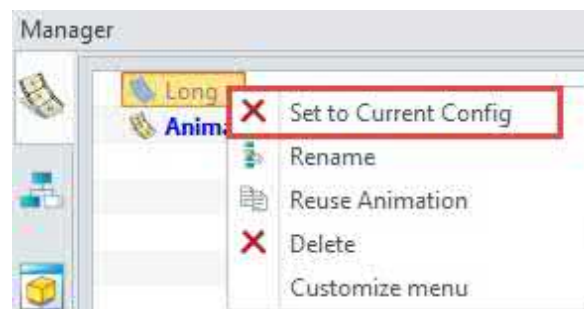 Manager
Long
Anima
Set to Current Config
Rename
Reuse Animation
Delete
Customize menu